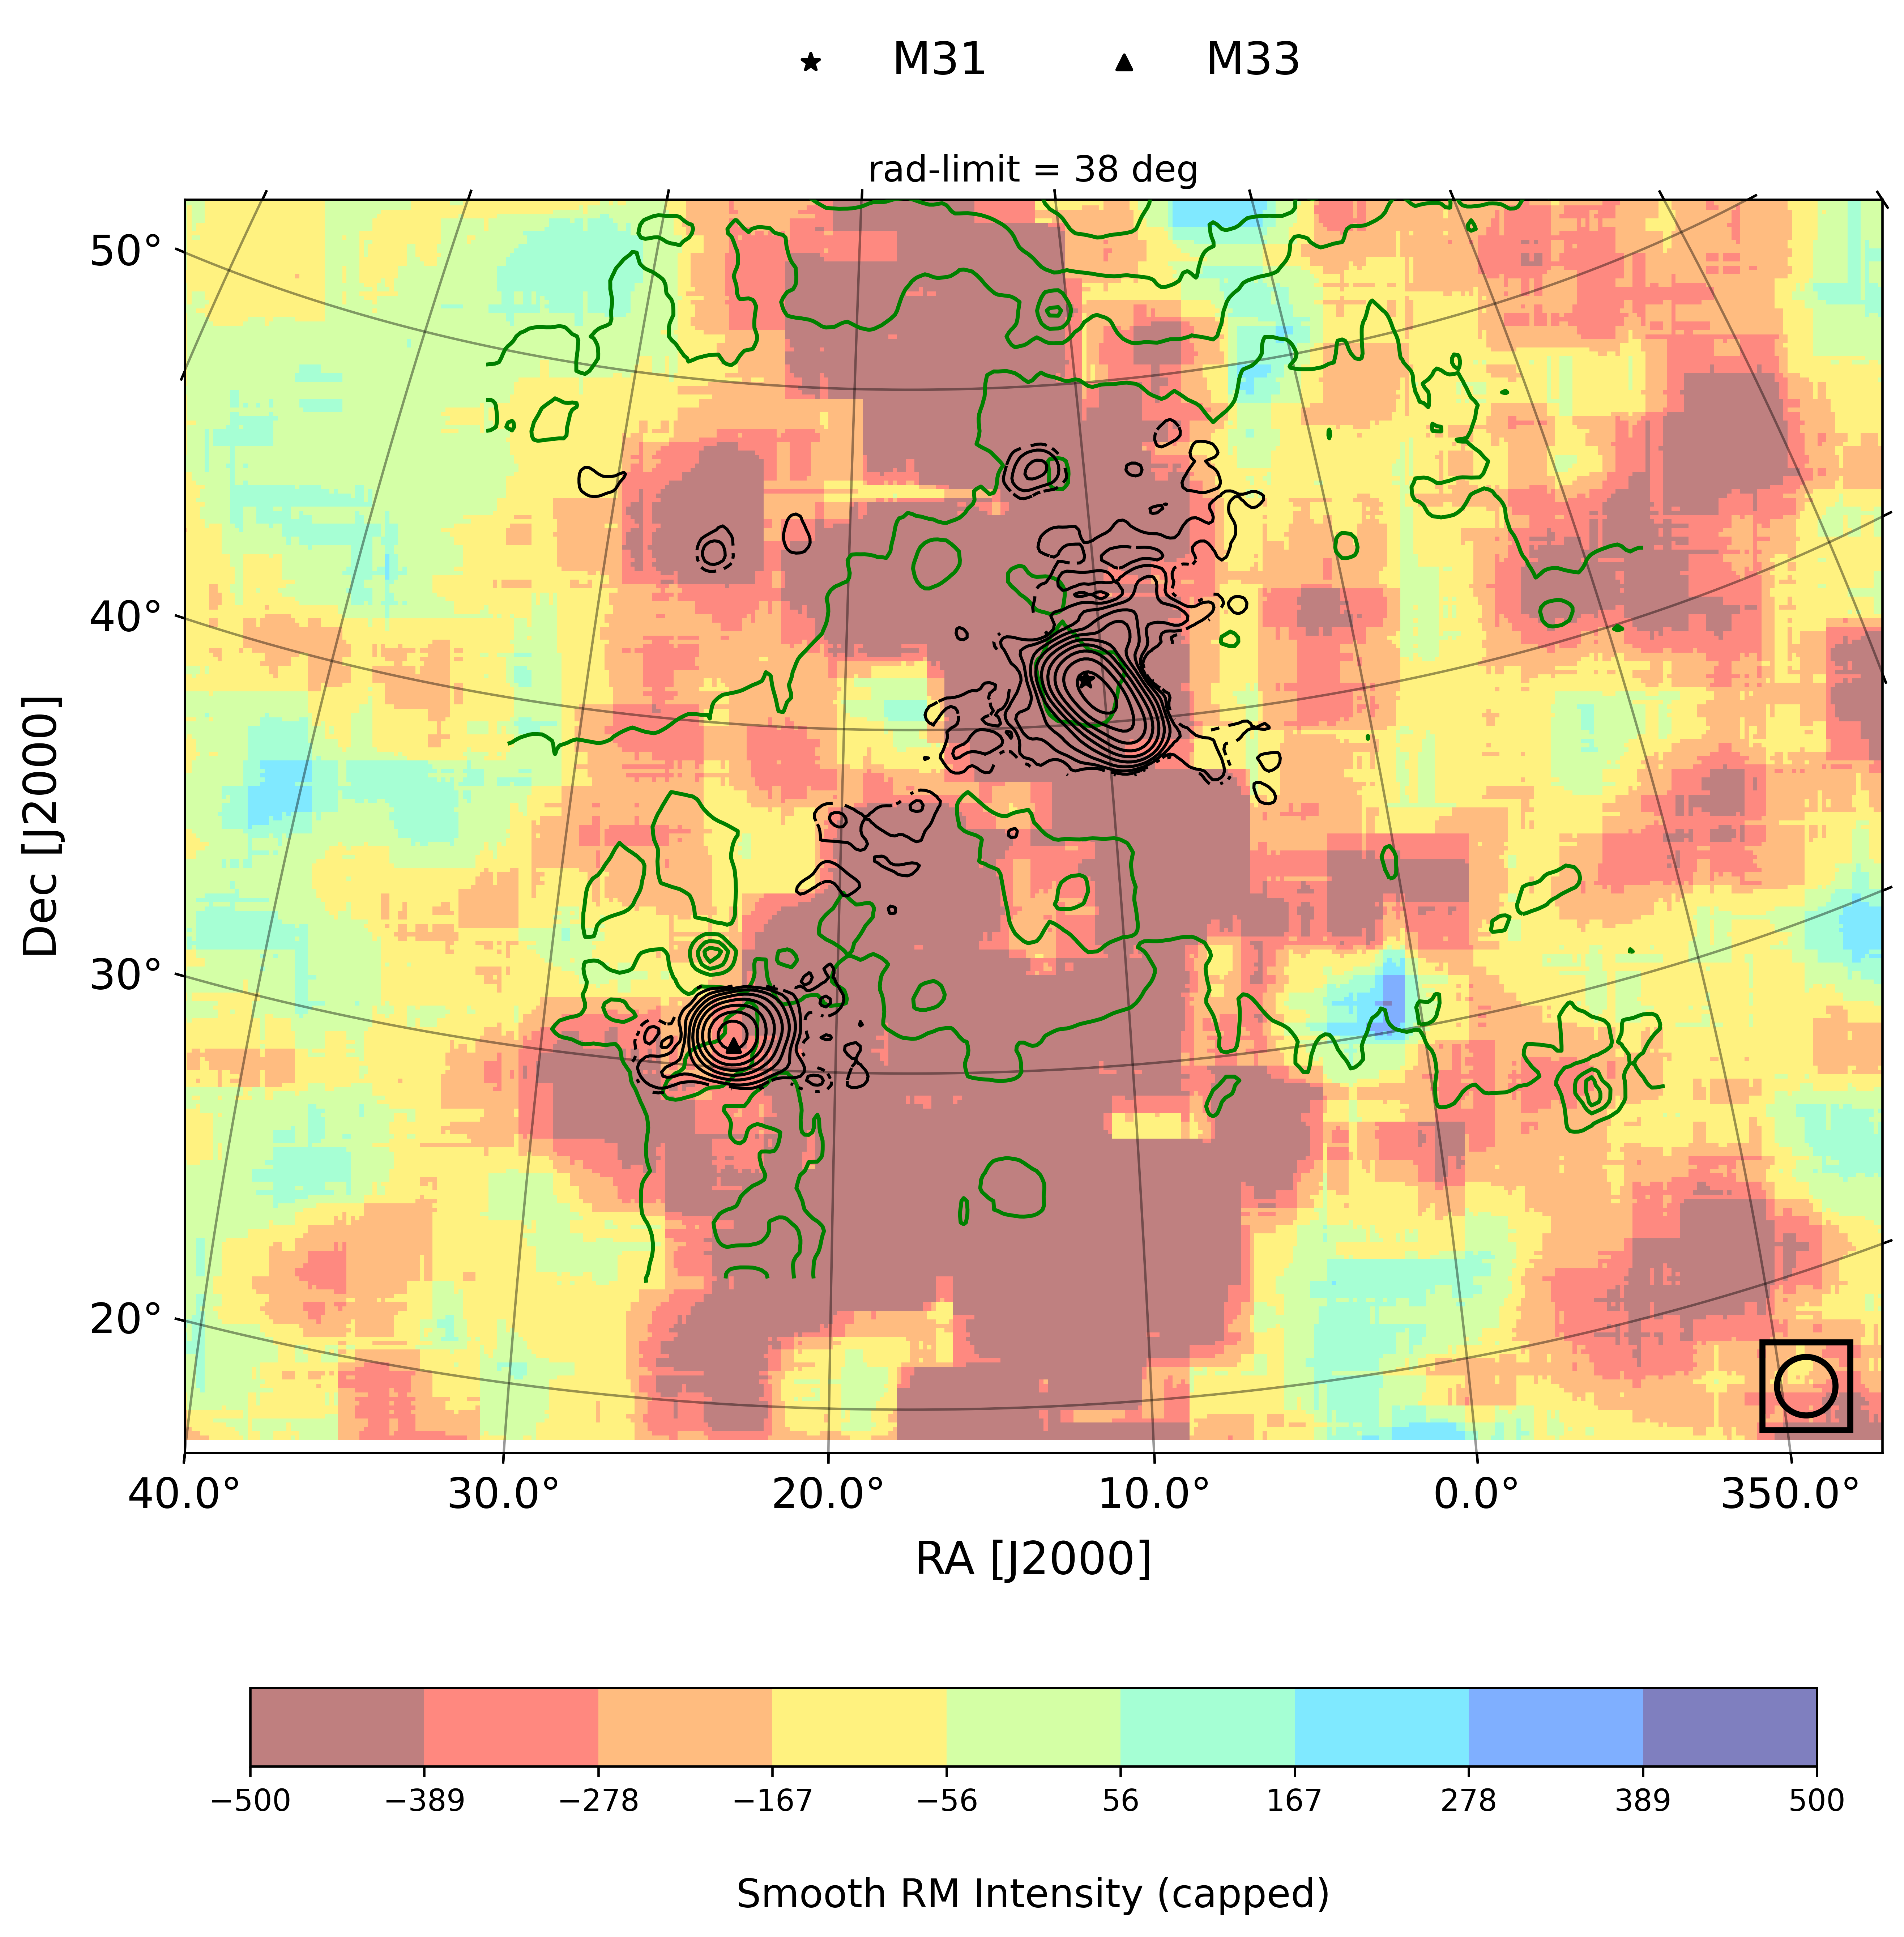 M31 M33
rad-limit = 38 deg
50°
40°
30°
20°
Dec [J2000]
40.0° 30.0° 20.0° 10.0° 0.0° 350.0°
RA [J2000]
−500 −389 −278 −167 −56 56 167 278 389 500
Smooth RM Intensity (capped)